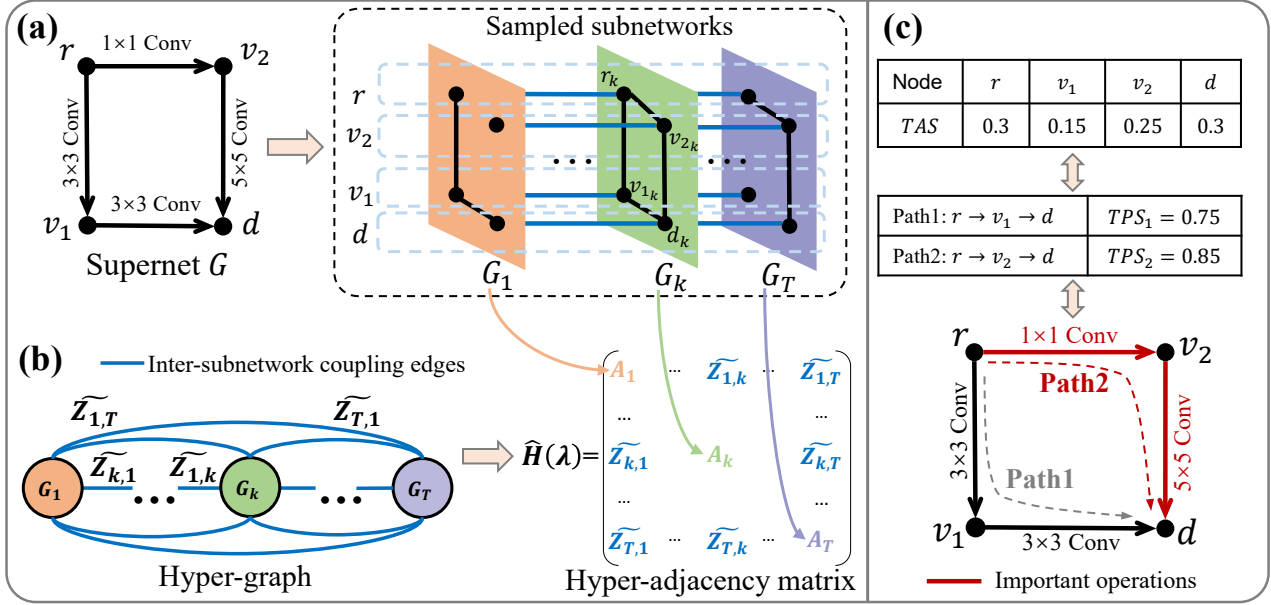 (a)
Sampled subnetworks
r 1×1 Conv v₂
3×3 Conv
5×5 Conv
3×3 Conv
v₁ d
Supernet G
r
v₂
v₁
d
rₖ
v₂ₖ
v₁ₖ
dₖ
... ...
G₁ Gₖ G_T
(b)
Inter-subnetwork coupling edges
Z̃₁,T Z̃T,₁
Z̃k,₁ Z̃₁,k
G₁ ... Gₖ ... G_T
Hyper-graph
Ĥ(λ)=
A₁ ... Z̃₁,k ... Z̃₁,T
... ...
Z̃k,₁ Aₖ Z̃k,T
... ...
Z̃T,₁ ... Z̃T,k ... A_T
Hyper-adjacency matrix
(c)
Node r v₁ v₂ d
TAS 0.3 0.15 0.25 0.3
Path1: r → v₁ → d TPS₁ = 0.75
Path2: r → v₂ → d TPS₂ = 0.85
r 1×1 Conv v₂
Path2
3×3 Conv
5×5 Conv
Path1
v₁ d
3×3 Conv
Important operations